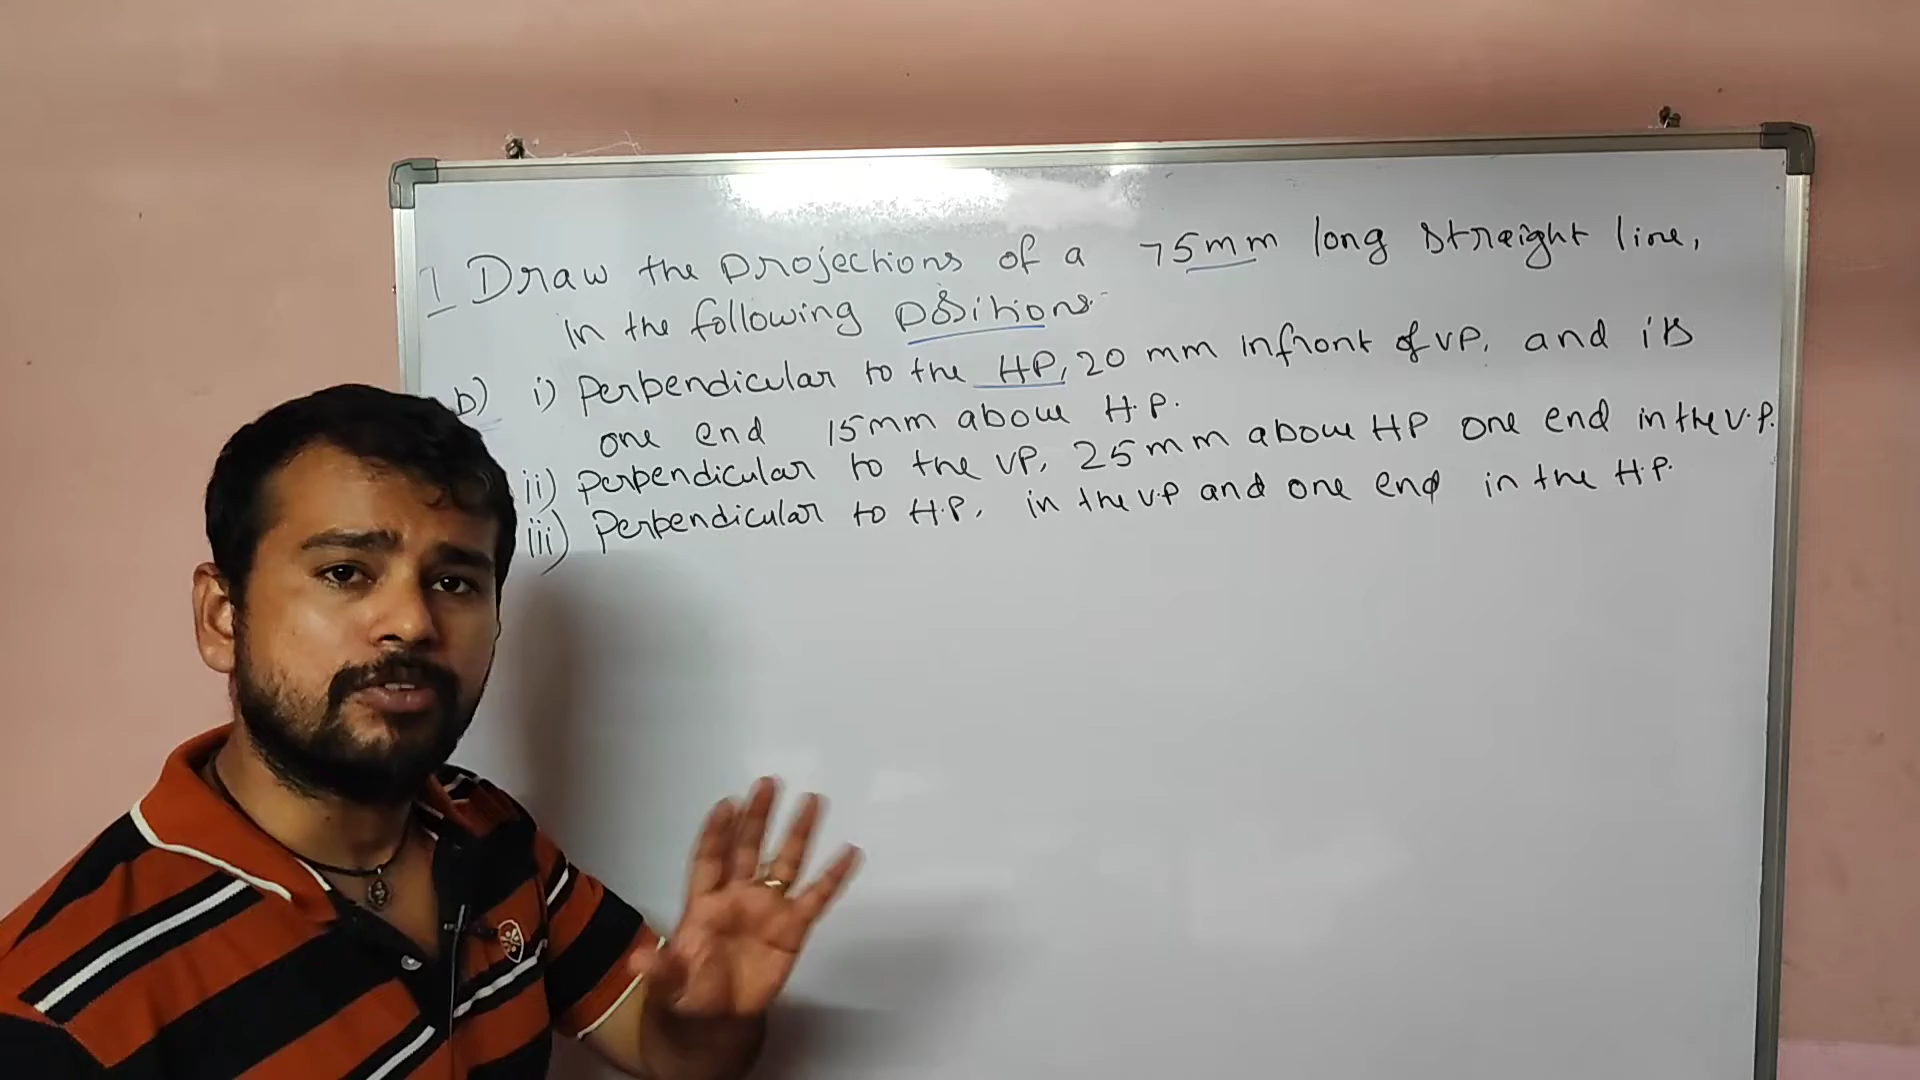 1 Draw the projections of a 75mm long straight line,
in the following positions.
b) i) perpendicular to the HP, 20 mm infront of VP, and its
one end 15mm above H.P.
ii) perpendicular to the VP, 25mm above HP one end in the V.P.
iii) Perpendicular to H.P, in the V.P and one end in the H.P.